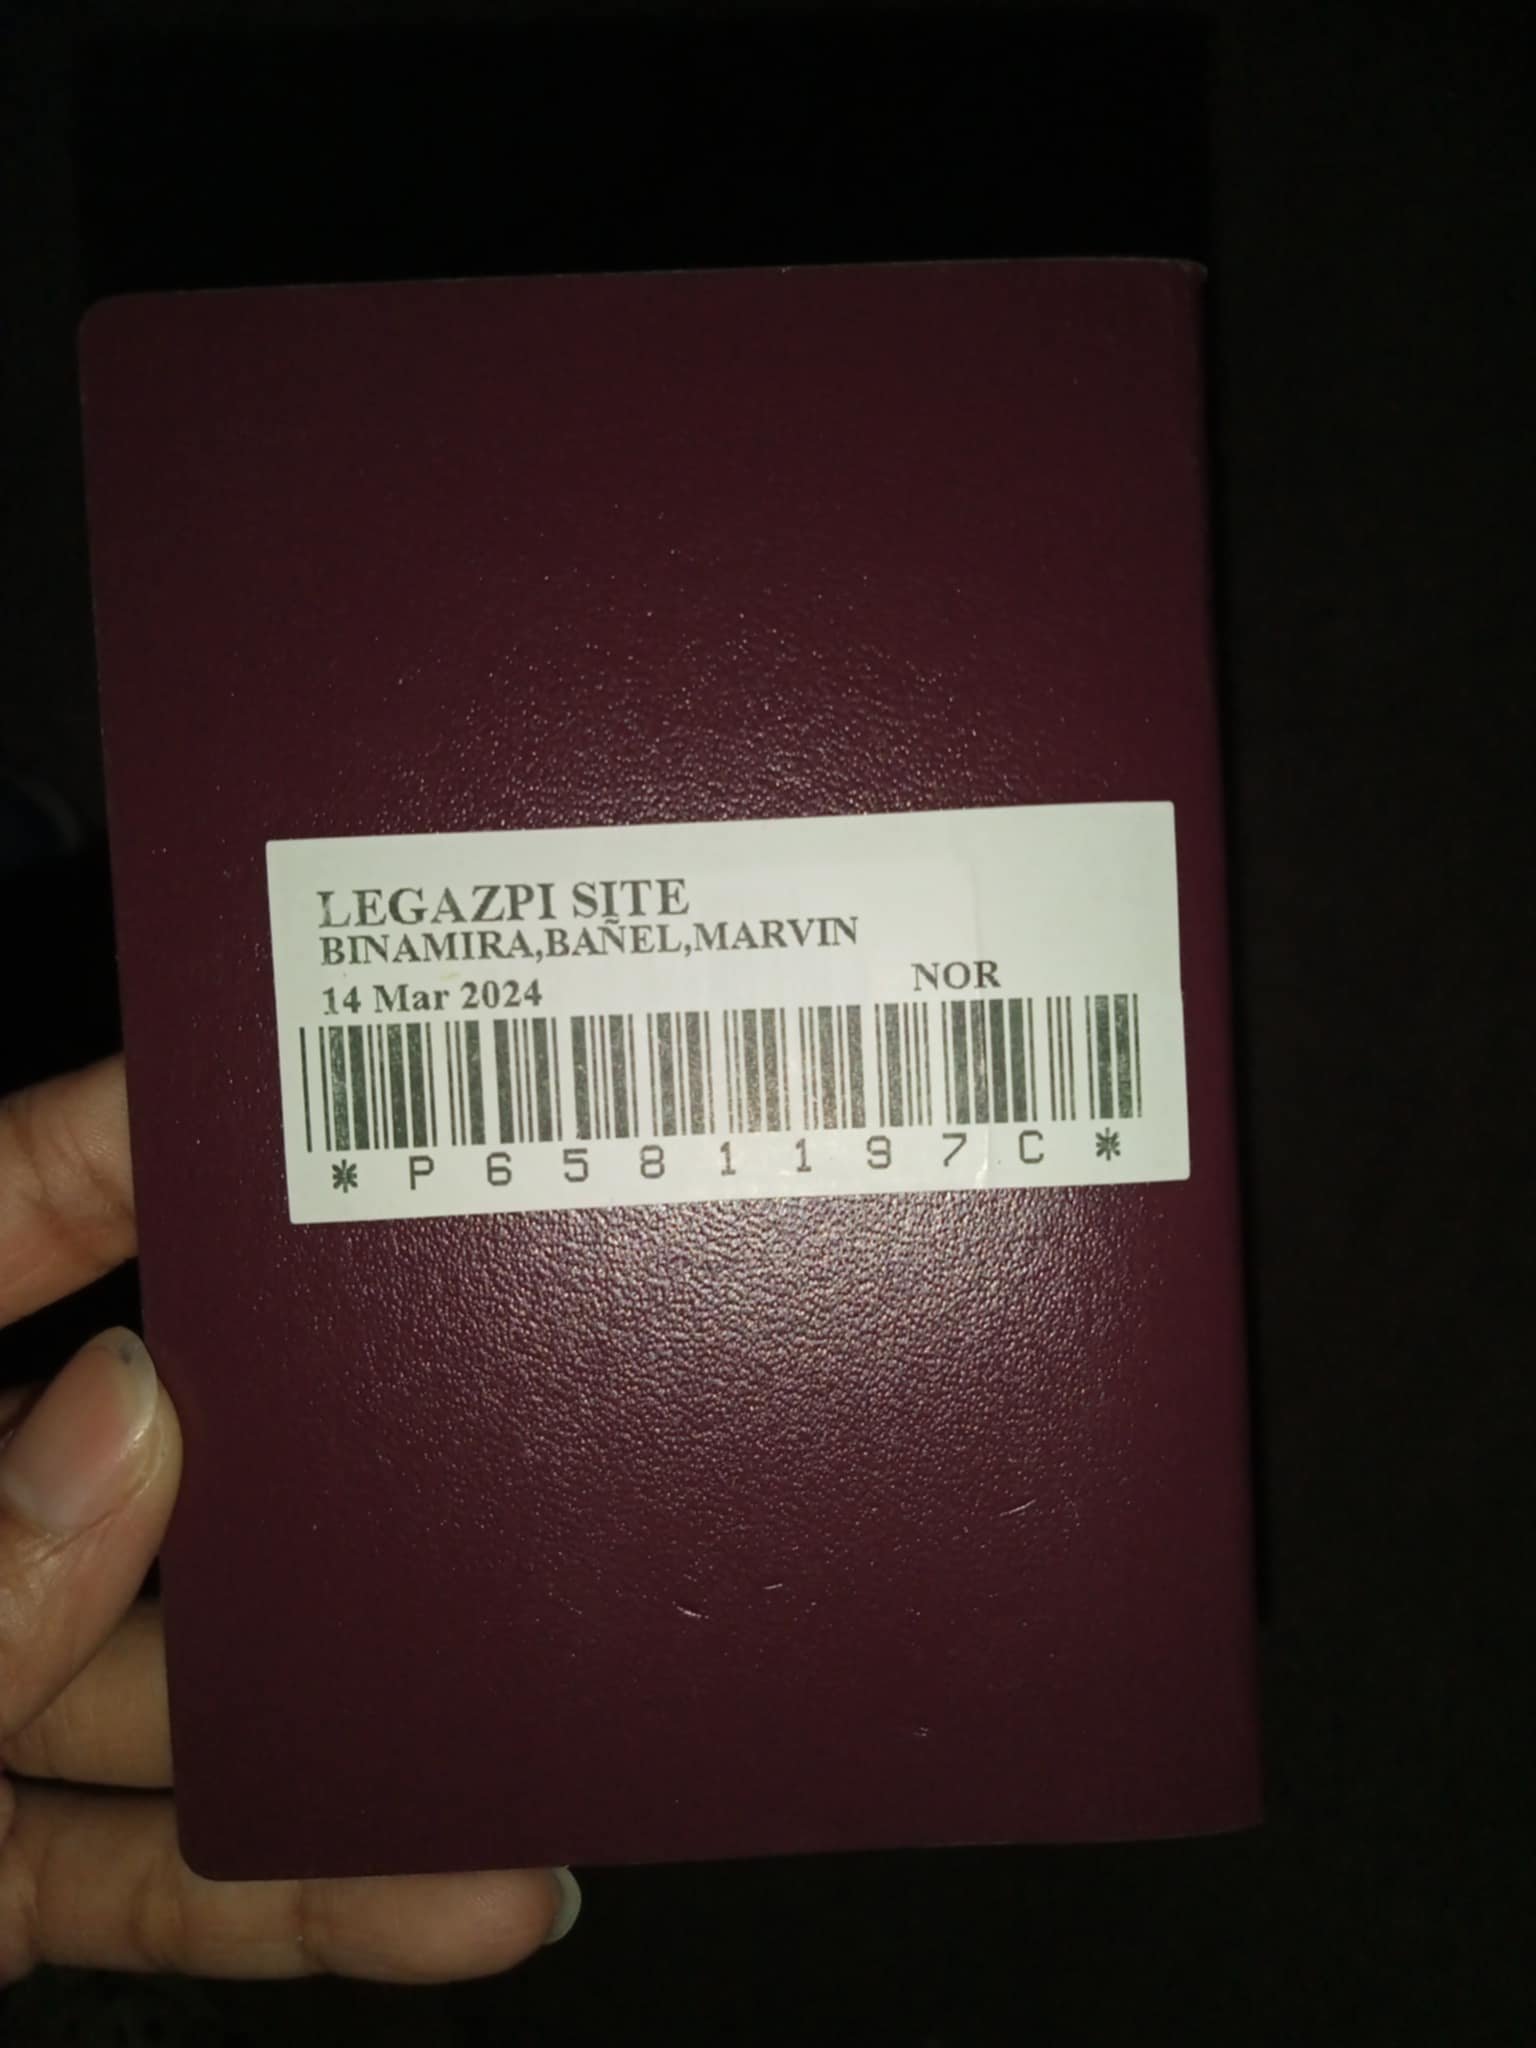 LEGAZPI SITE
BINAMIRA,BAÑEL,MARVIN
14 Mar 2024 NOR
*P6581197C*